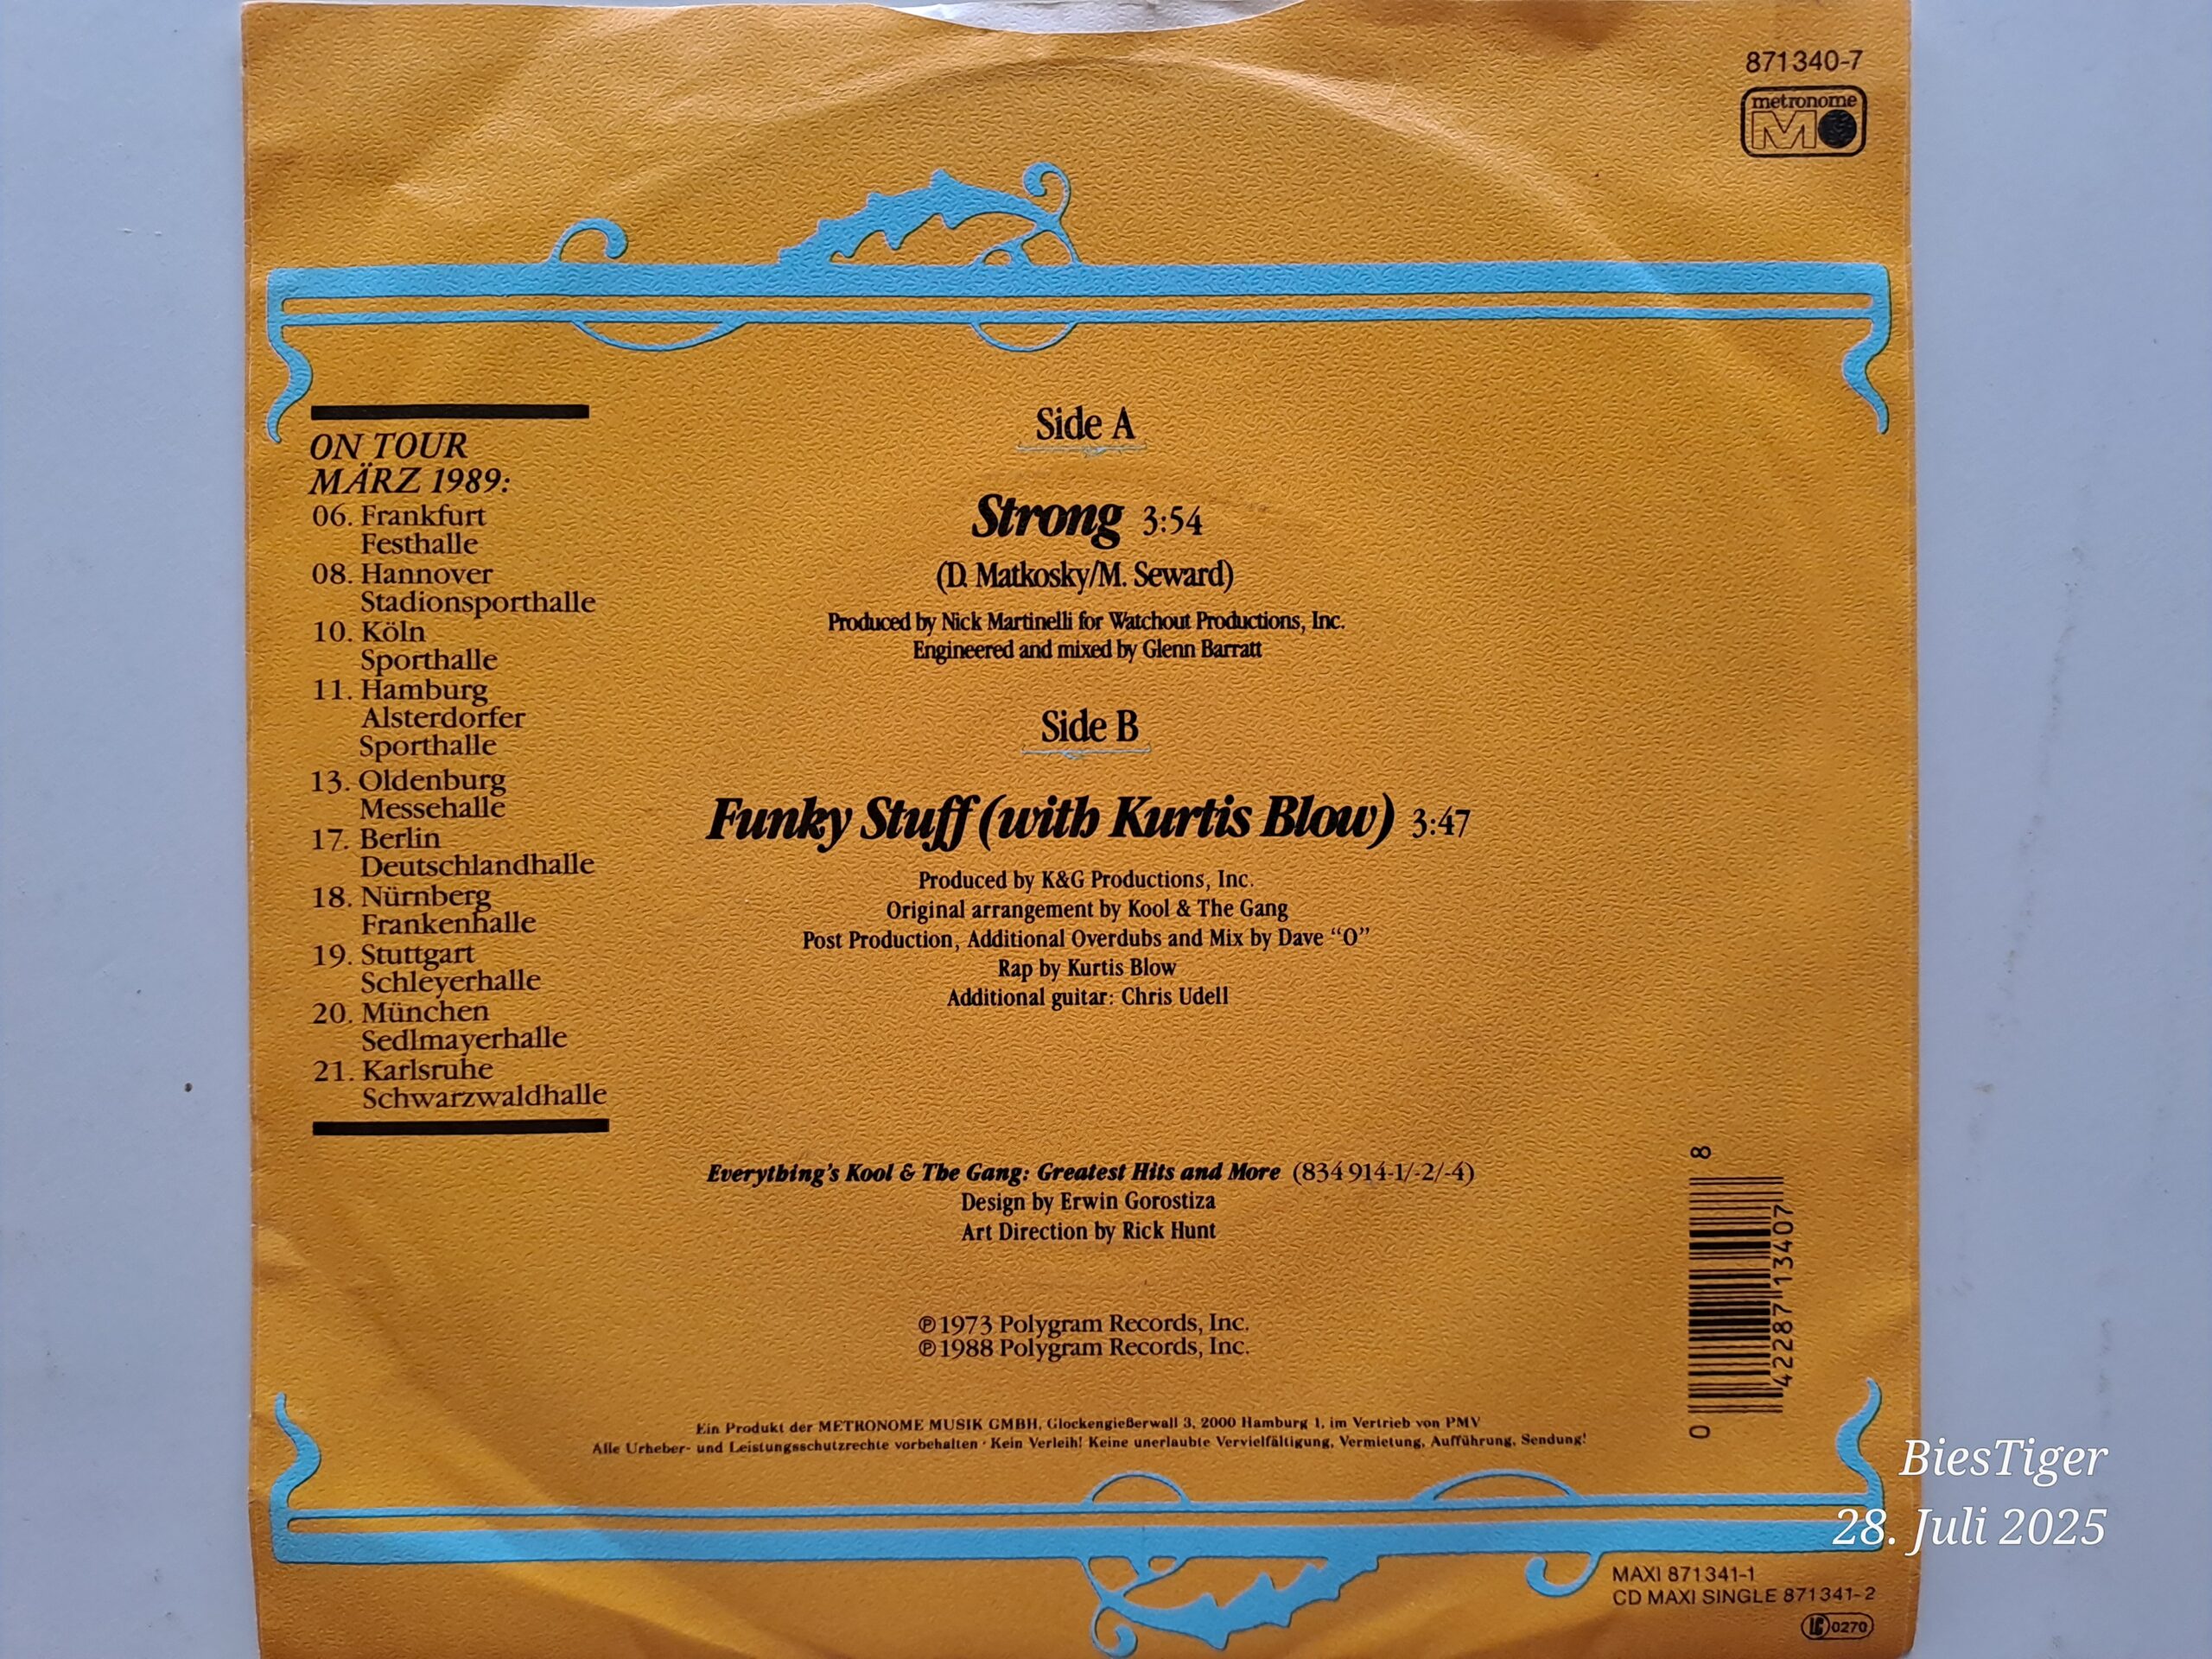 871 340-7
metronome
M
ON TOUR
MÄRZ 1989:
06. Frankfurt
Festhalle
08. Hannover
Stadionsporthalle
10. Köln
Sporthalle
11. Hamburg
Alsterdorfer
Sporthalle
13. Oldenburg
Messehalle
17. Berlin
Deutschlandhalle
18. Nürnberg
Frankenhalle
19. Stuttgart
Schleyerhalle
20. München
Sedlmayerhalle
21. Karlsruhe
Schwarzwaldhalle
Side A
Strong 3:54
(D. Matkosky/M. Seward)
Produced by Nick Martinelli for Watchout Productions, Inc.
Engineered and mixed by Glenn Barratt
Side B
Funky Stuff (with Kurtis Blow) 3:47
Produced by K&G Productions, Inc.
Original arrangement by Kool & The Gang
Post Production, Additional Overdubs and Mix by Dave “O”
Rap by Kurtis Blow
Additional guitar: Chris Udell
Everything's Kool & The Gang: Greatest Hits and More (834 914-1/-2/-4)
Design by Erwin Gorostiza
Art Direction by Rick Hunt
℗ 1973 Polygram Records, Inc.
℗ 1988 Polygram Records, Inc.
Ein Produkt der METRONOME MUSIK GMBH, Glockengießerwall 3, 2000 Hamburg 1, im Vertrieb von PMV
Alle Urheber- und Leistungsschutzrechte vorbehalten · Kein Verleih! Keine unerlaubte Vervielfältigung, Vermietung, Aufführung, Sendung!
0 42287 13407 8
MAXI 871 341-1
CD MAXI SINGLE 871 341-2
LC 0270
BiesTiger
28. Juli 2025